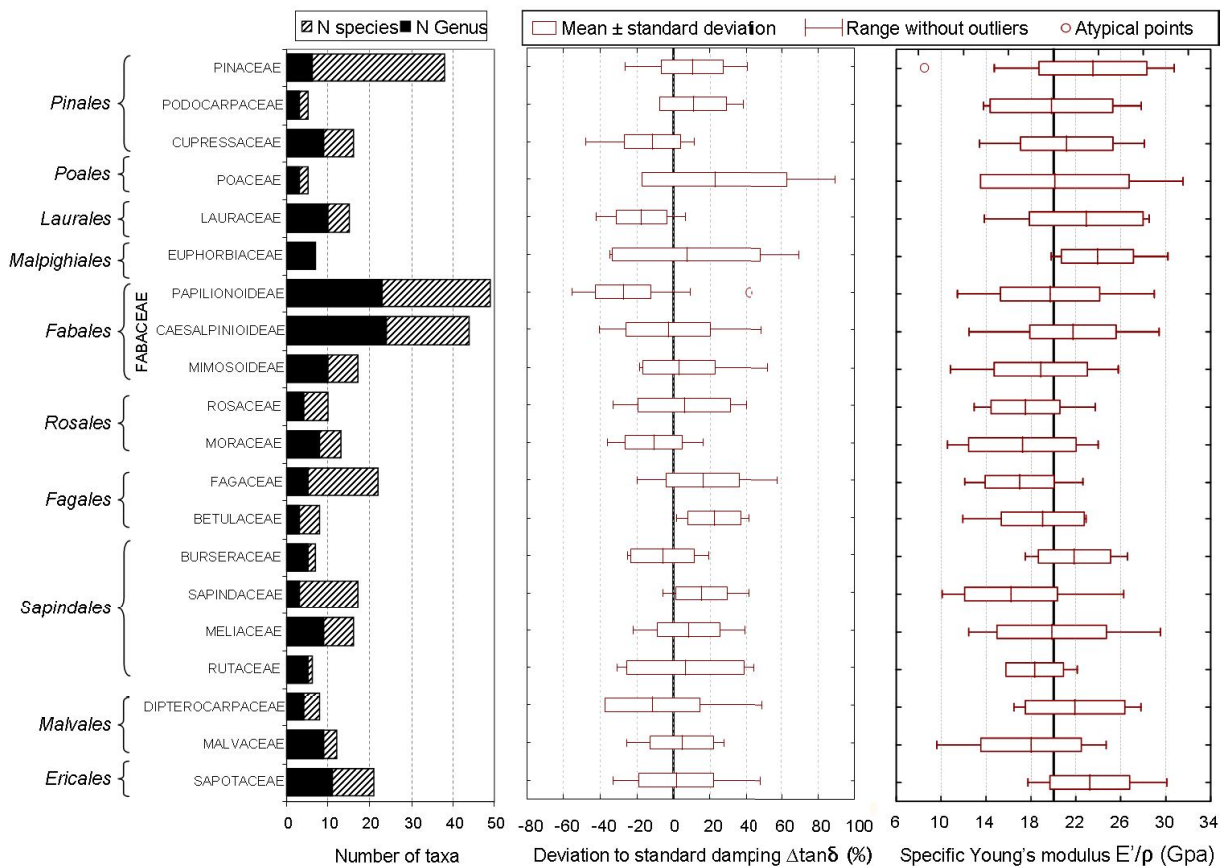 N species N Genus
Mean ± standard deviation Range without outliers Atypical points
Pinales
PINACEAE
PODOCARPACEAE
CUPRESSACEAE
Poales
POACEAE
Laurales
LAURACEAE
Malpighiales
EUPHORBIACEAE
Fabales
FABACEAE
PAPILIONOIDEAE
CAESALPINIOIDEAE
MIMOSOIDEAE
Rosales
ROSACEAE
MORACEAE
Fagales
FAGACEAE
BETULACEAE
Sapindales
BURSERACEAE
SAPINDACEAE
MELIACEAE
RUTACEAE
Malvales
DIPTEROCARPACEAE
MALVACEAE
Ericales
SAPOTACEAE
0 10 20 30 40 50
Number of taxa
-80 -60 -40 -20 0 20 40 60 80 100
Deviation to standard damping Δtanδ (%)
6 10 14 18 22 26 30 34
Specific Young's modulus E'/ρ (Gpa)